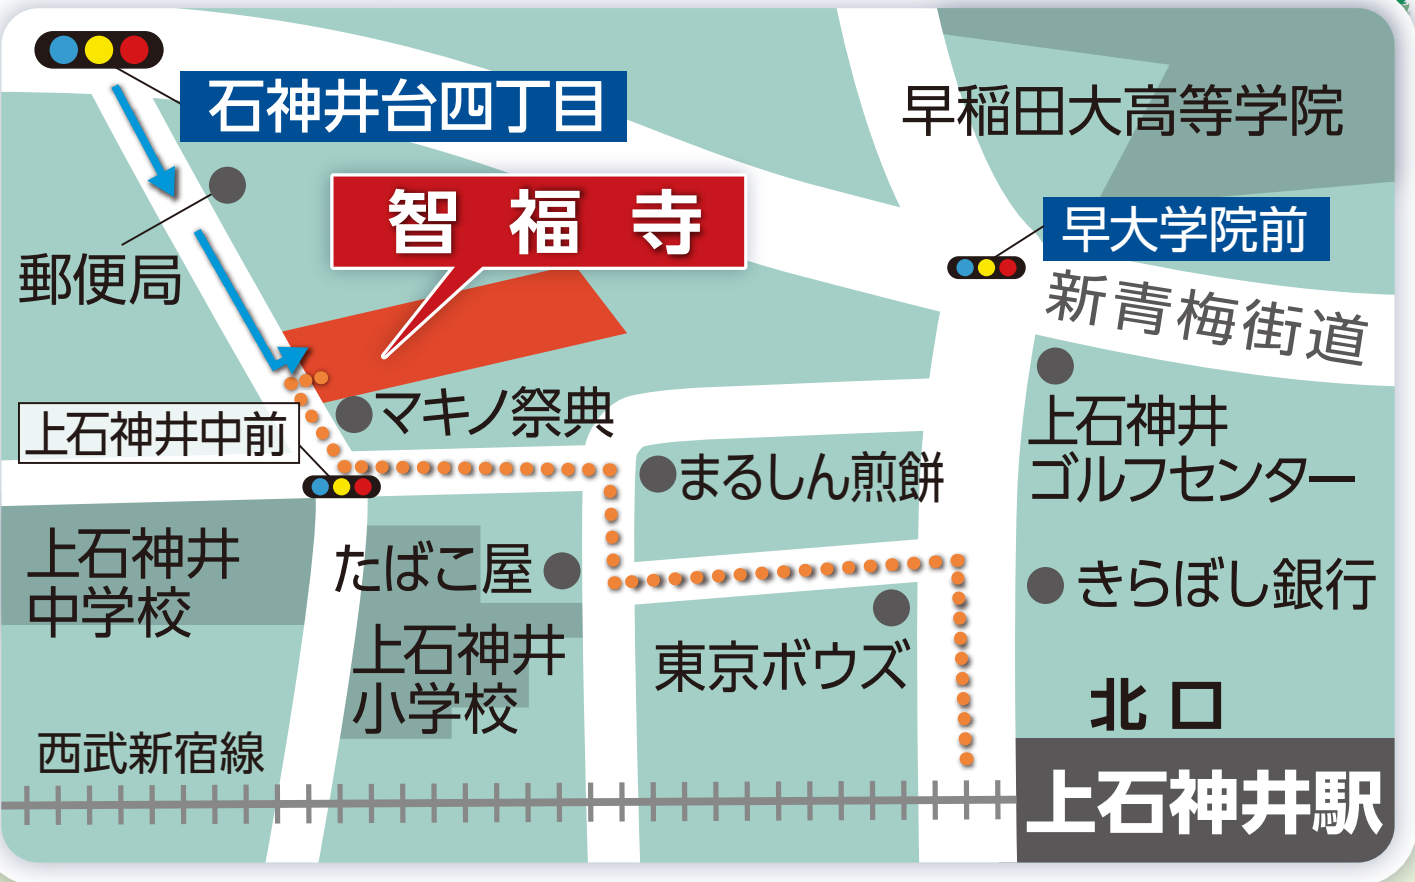 石神井台四丁目
早稲田大高等学院
智福寺
早大学院前
郵便局
新青梅街道
マキノ祭典
上石神井中前
上石神井
ゴルフセンター
まるしん煎餅
上石神井
中学校
たばこ屋
きらぼし銀行
上石神井
小学校
東京ボウズ
北口
西武新宿線
上石神井駅